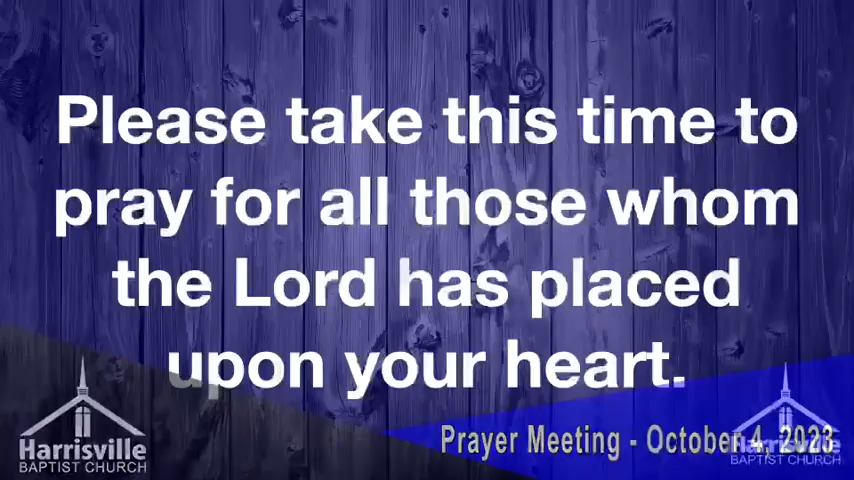 Please take this time to
pray for all those whom
the Lord has placed
upon your heart.
Prayer Meeting - October 4, 2023
Harrisville
BAPTIST CHURCH
Harrisville
BAPTIST CHURCH